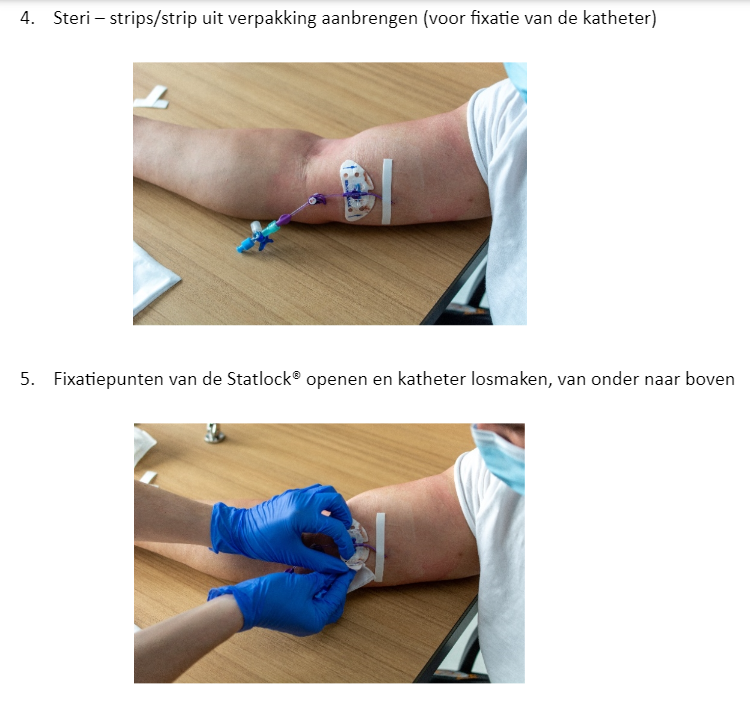 4. Steri – strips/strip uit verpakking aanbrengen (voor fixatie van de katheter)
5. Fixatiepunten van de Statlock® openen en katheter losmaken, van onder naar boven